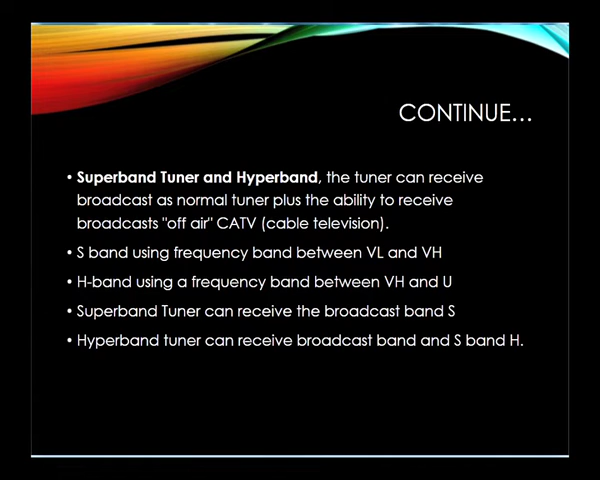 CONTINUE...
• Superband Tuner and Hyperband, the tuner can receive
broadcast as normal tuner plus the ability to receive
broadcasts "off air" CATV (cable television).
• S band using frequency band between VL and VH
• H-band using a frequency band between VH and U
• Superband Tuner can receive the broadcast band S
• Hyperband tuner can receive broadcast band and S band H.